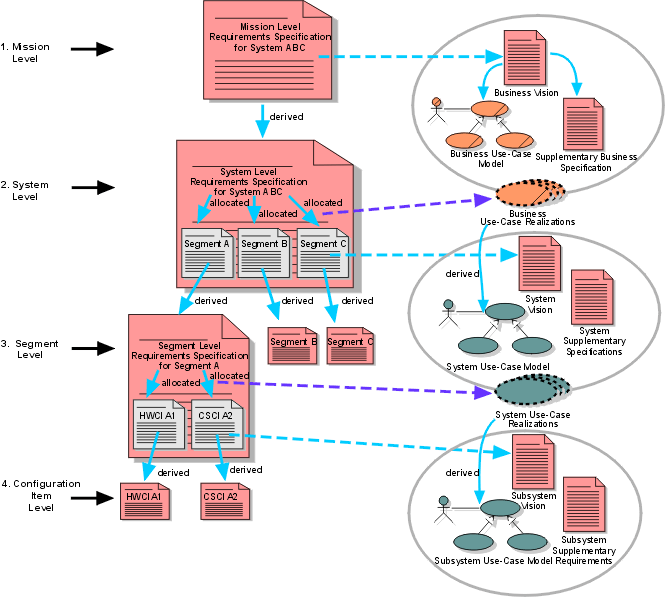 1. Mission
Level
Mission Level
Requirements Specification
for System ABC
Business Vision
Business Use-Case
Model
Supplementary Business
Specification
derived
2. System
Level
System Level
Requirements Specification
for System ABC
allocated
allocated
allocated
Segment A
Segment B
Segment C
Business
Use-Case Realizations
derived
System
Vision
System
Supplementary
Specifications
System Use-Case Model
derived
derived
derived
Segment B
Segment C
3. Segment
Level
Segment Level
Requirements Specification
for Segment A
allocated
allocated
HWCI A1
CSCI A2
System Use-Case
Realizations
derived
Subsystem
Vision
Subsystem
Supplementary
Requirements
Subsystem Use-Case Model
derived
derived
4. Configuration
Item
Level
HWCI A1
CSCI A2